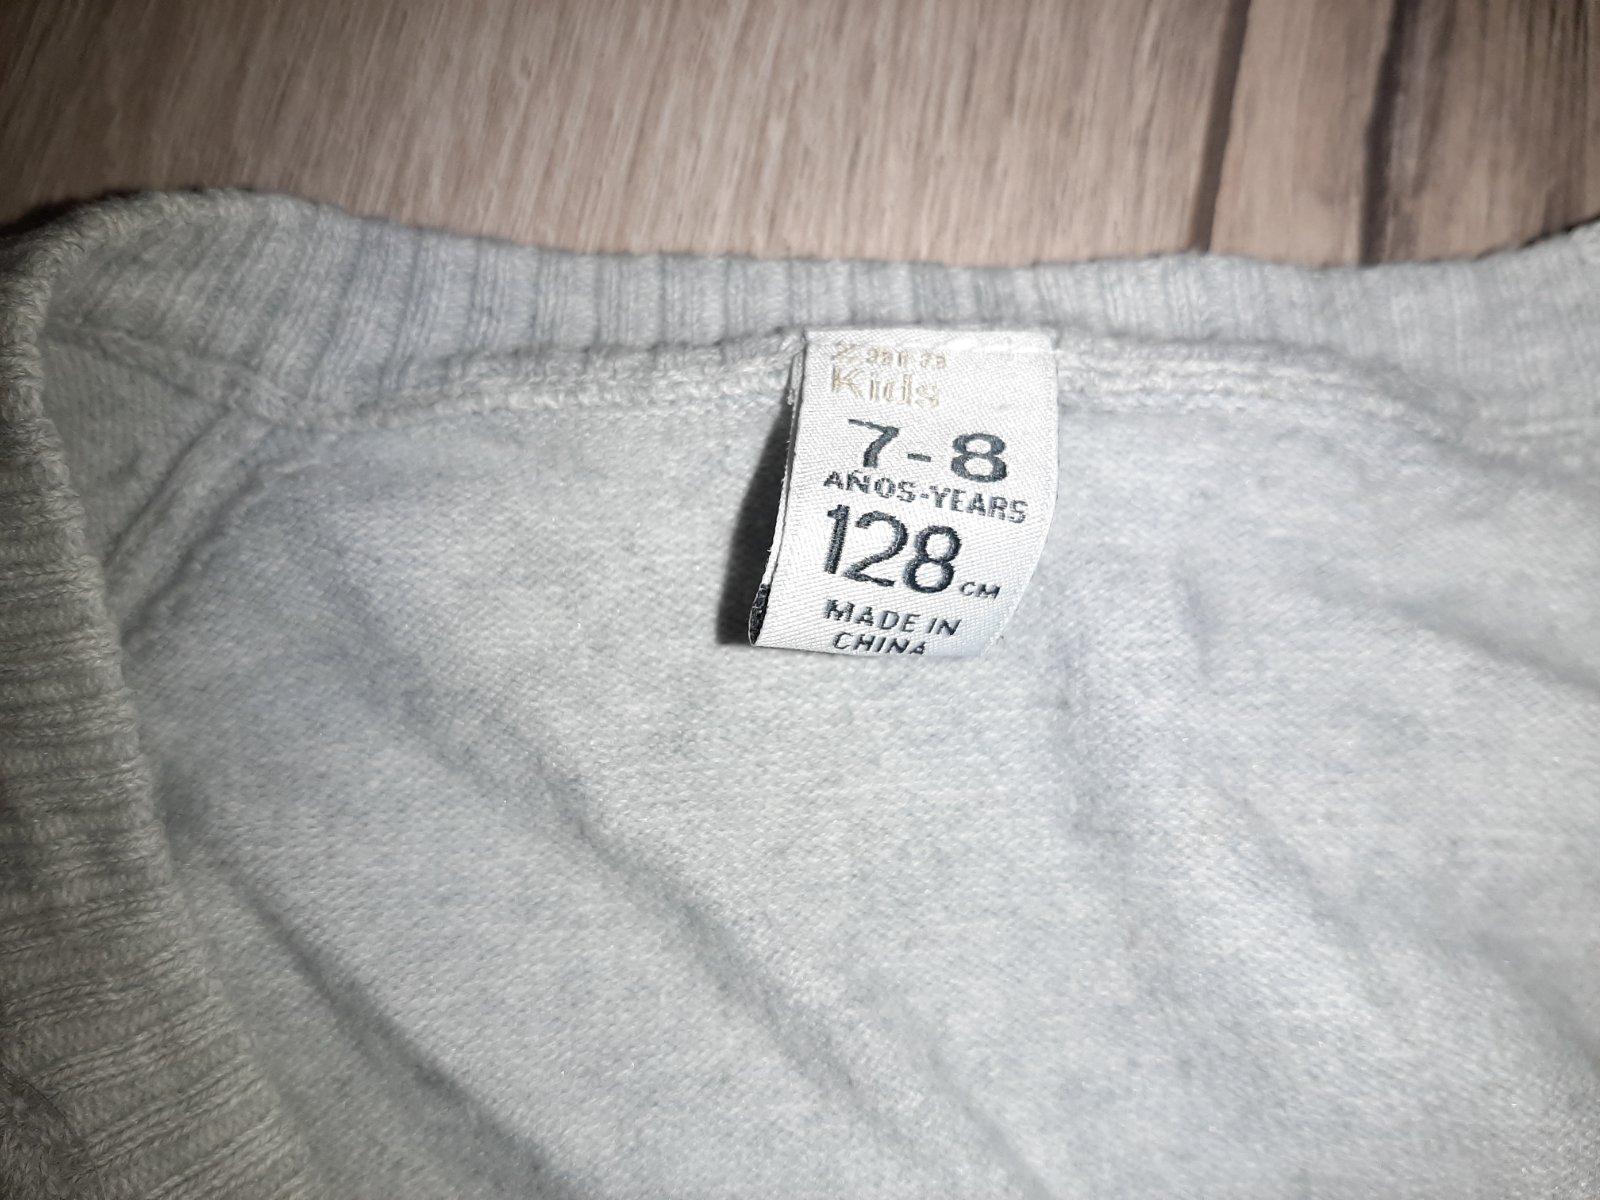 Kids
7-8
AÑOS-YEARS
128 CM
MADE IN
CHINA